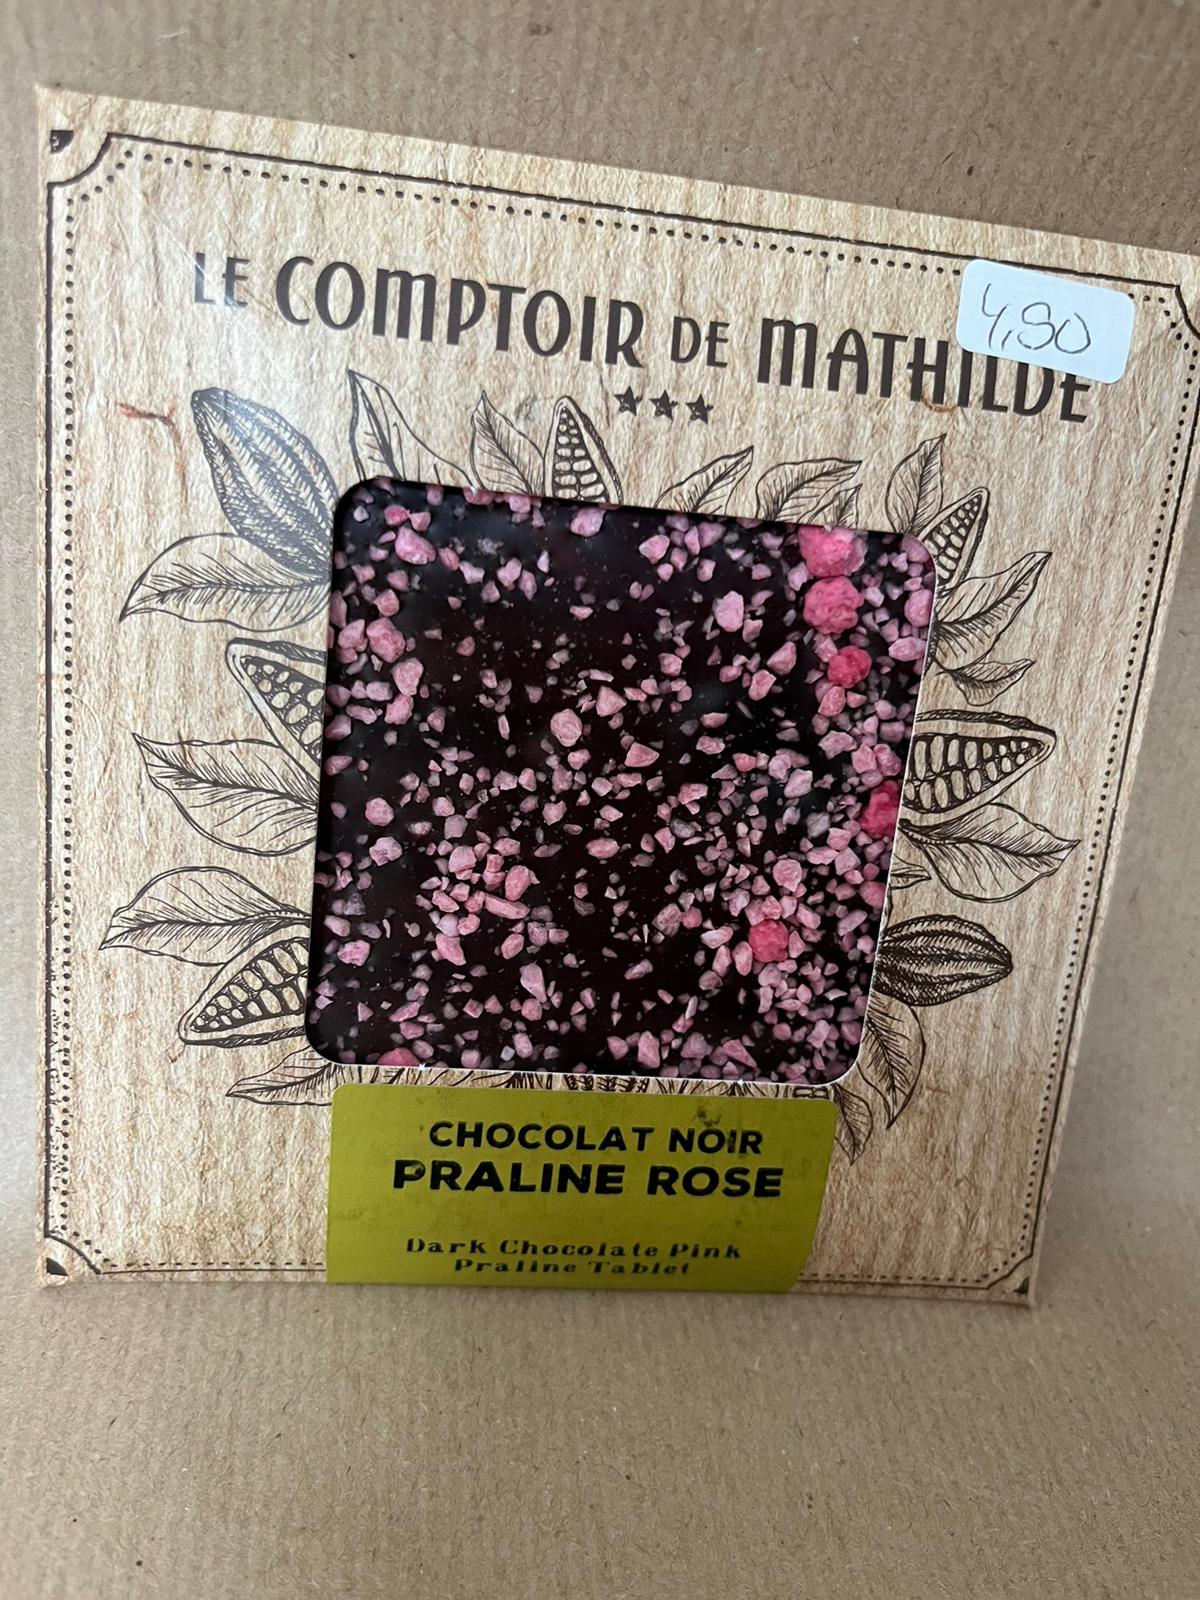 LE COMPTOIR DE MATHILDE
4,90
CHOCOLAT NOIR
PRALINE ROSE
Dark Chocolate Pink
Praline Tablet